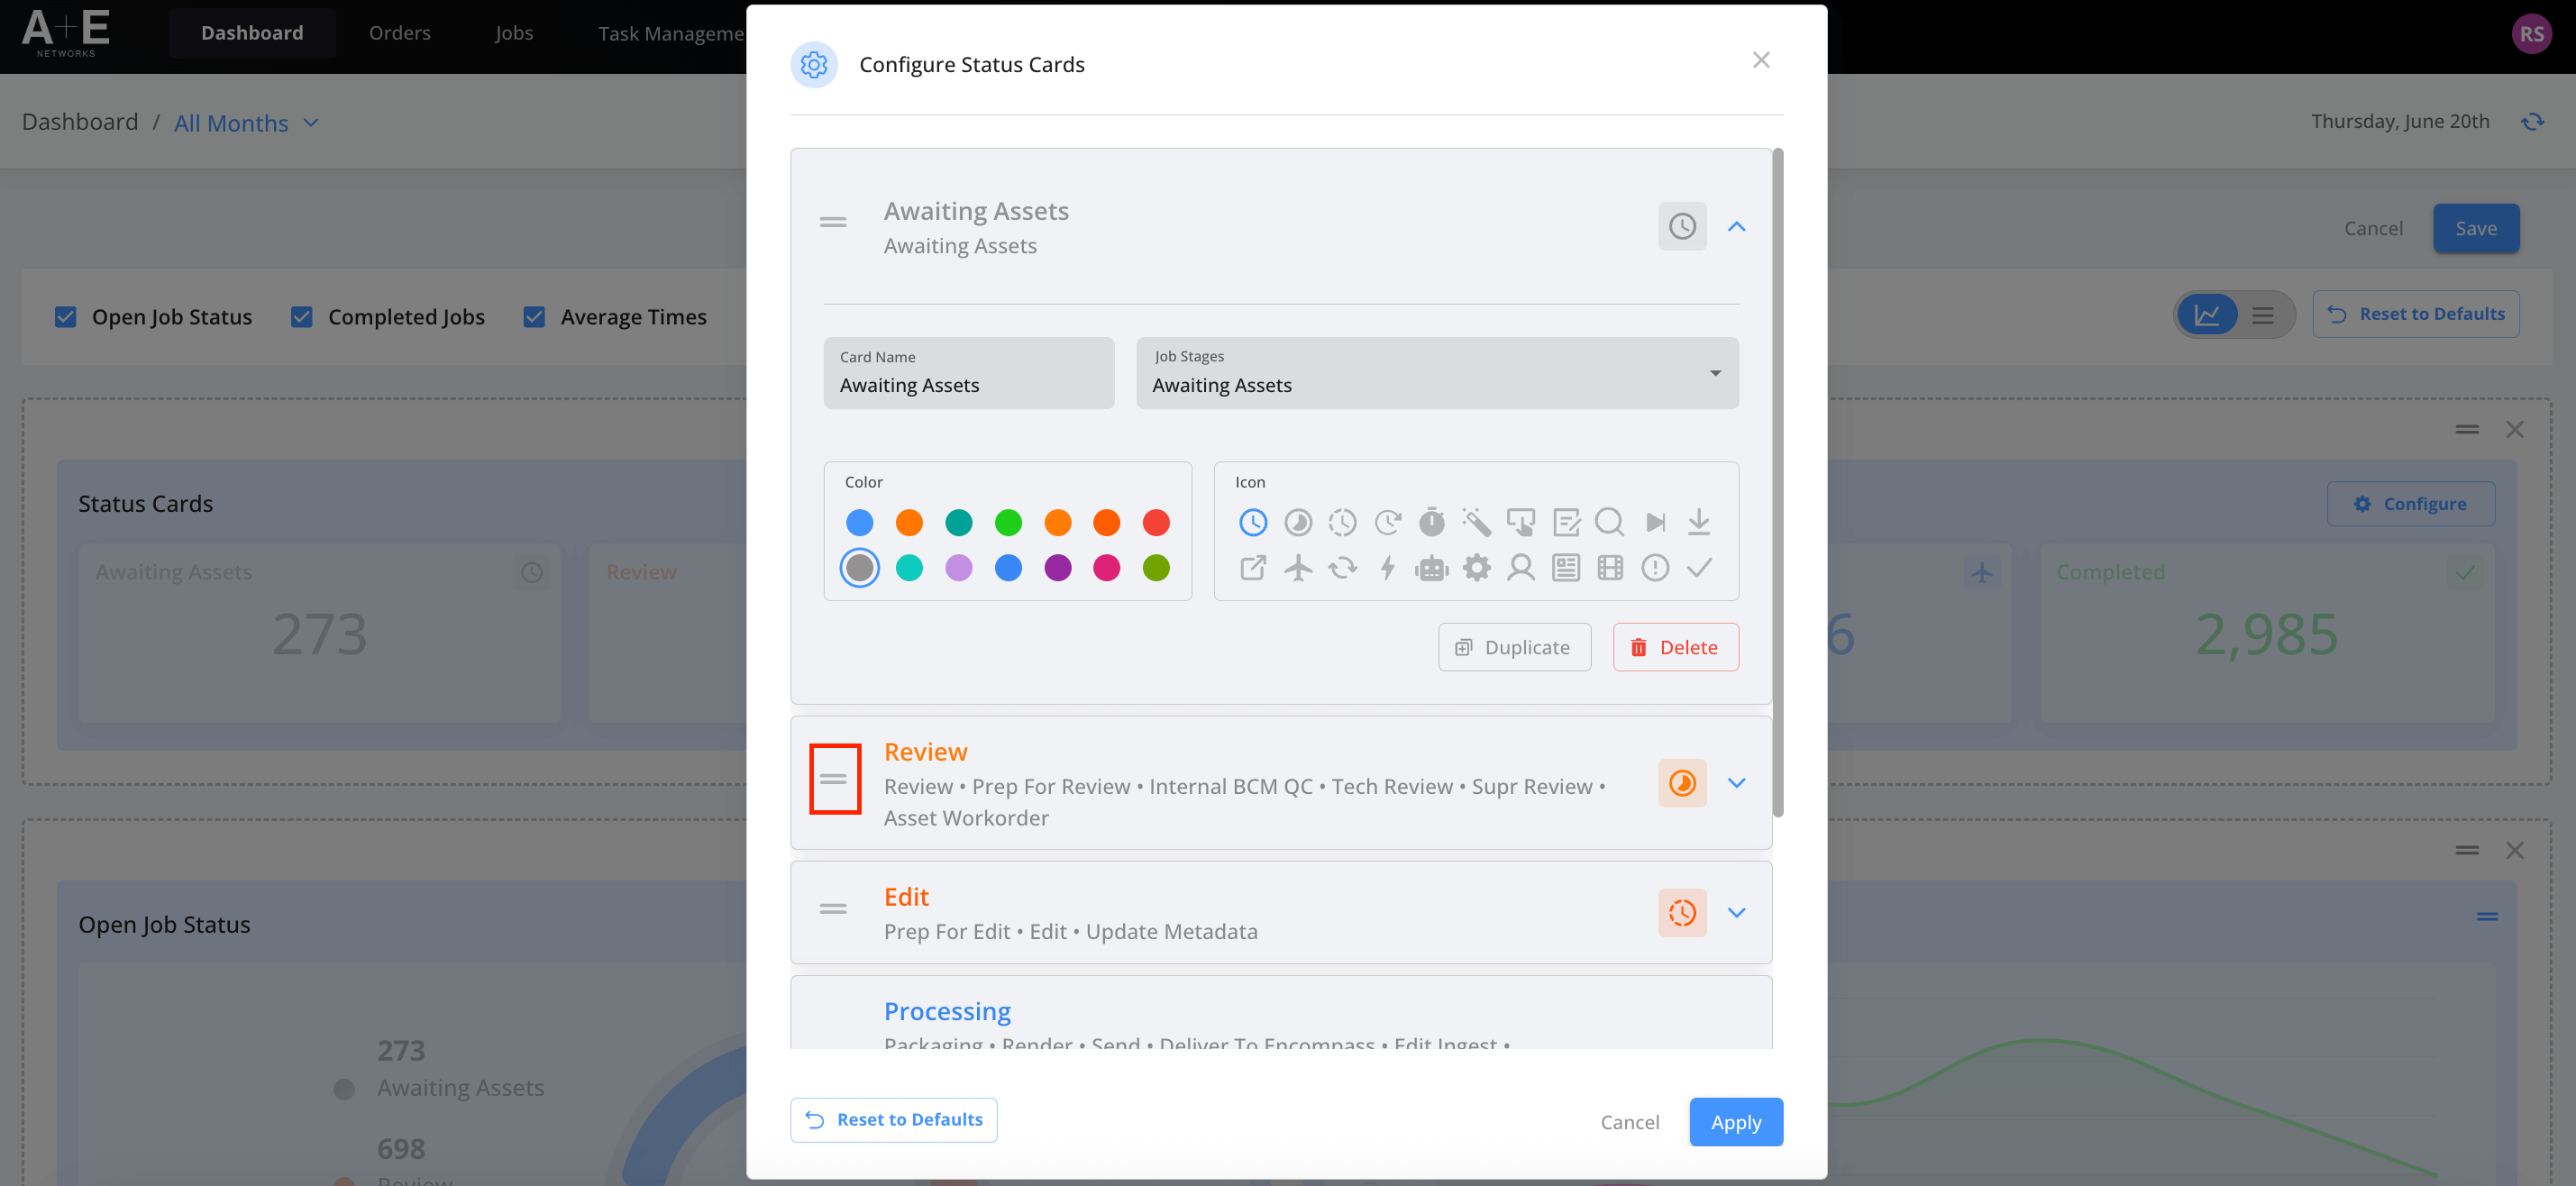 A+E
NETWORKS
Dashboard
Orders
Jobs
Task Manageme
RS
Dashboard / All Months
Thursday, June 20th
Cancel
Save
Open Job Status
Completed Jobs
Average Times
Reset to Defaults
Status Cards
Configure
Awaiting Assets
273
Review
6
Completed
2,985
Open Job Status
273
Awaiting Assets
698
Review
Configure Status Cards
Awaiting Assets
Awaiting Assets
Card Name
Awaiting Assets
Job Stages
Awaiting Assets
Color
Icon
Duplicate
Delete
Review
Review • Prep For Review • Internal BCM QC • Tech Review • Supr Review •
Asset Workorder
Edit
Prep For Edit • Edit • Update Metadata
Processing
Packaging • Render • Send • Deliver To Encompass • Edit Ingest •
Reset to Defaults
Cancel
Apply